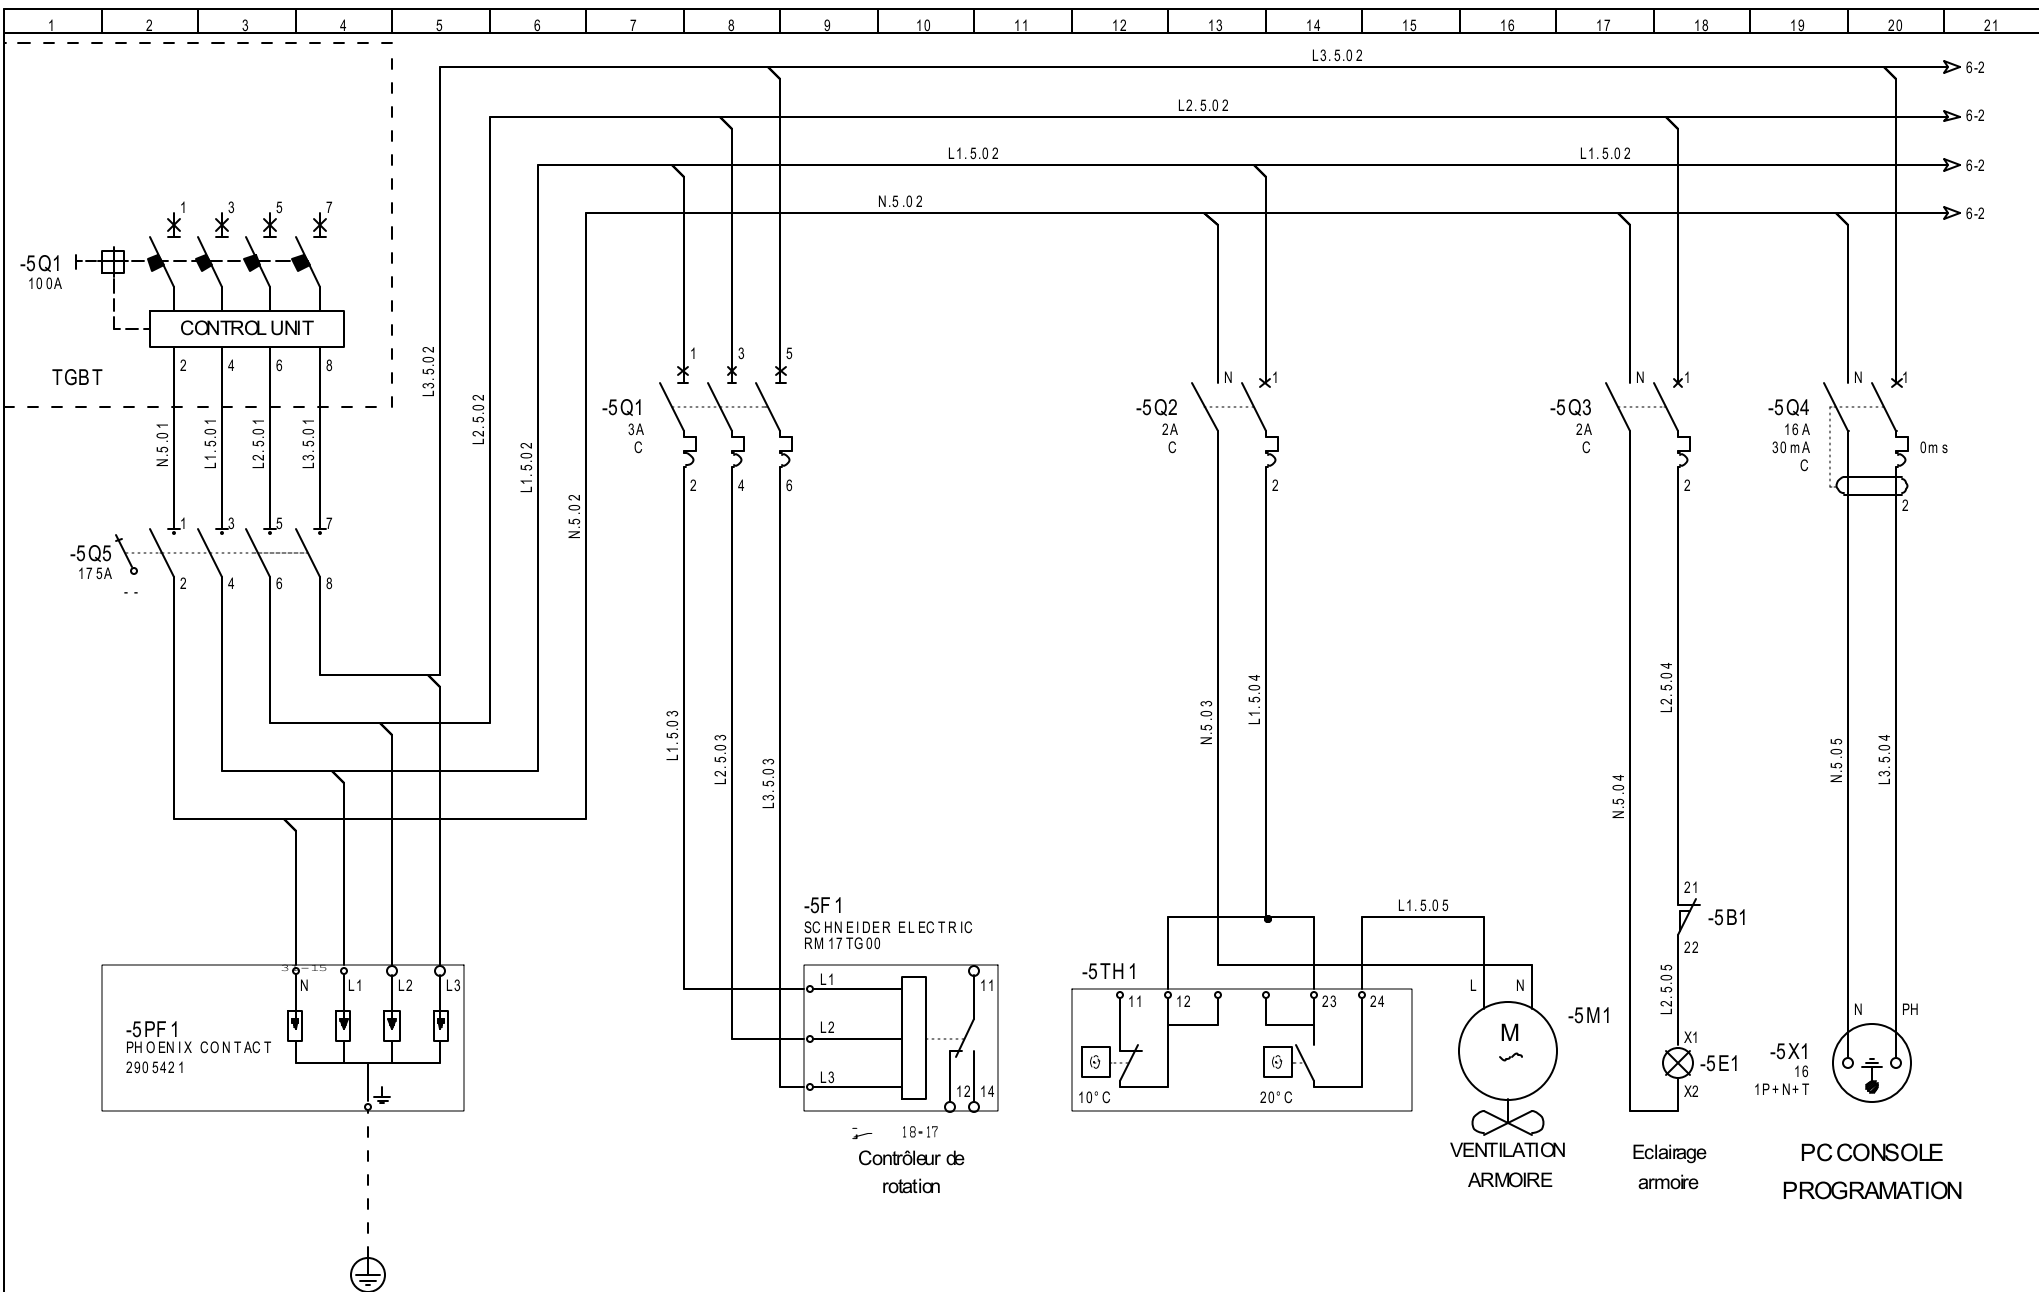 1 2 3 4 5 6 7 8 9 10 11 12 13 14 15 16 17 18 19 20 21
L3.5.02
6-2
L2.5.02
6-2
L1.5.02
L1.5.02
6-2
N.5.02
6-2
1 3 5 7
-5Q1
100A
CONTROL UNIT
2 4 6 8
TGBT
N.5.01
L1.5.01
L2.5.01
L3.5.01
L3.5.02
L2.5.02
L1.5.02
N.5.02
1 3 5 7
-5Q5
175A
- -
2 4 6 8
1 3 5
-5Q1
3A
C
2 4 6
N 1
-5Q2
2A
C
2
N 1
-5Q3
2A
C
2
N 1
-5Q4
16A
30mA
C
0ms
2
L1.5.03
L2.5.03
L3.5.03
N.5.03
L1.5.04
N.5.04
L2.5.04
N.5.05
L3.5.04
N L1 L2 L3
-5PF1
PHOENIX CONTACT
2905421
-5F1
SCHNEIDER ELECTRIC
RM17TG00
L1
L2
L3
11
12 14
18-17
Contrôleur de
rotation
-5TH1
11 12 23 24
10°C
20°C
L1.5.05
L N
M
-5M1
VENTILATION
ARMOIRE
21
-5B1
22
L2.5.05
X1
-5E1
X2
Eclairage
armoire
N PH
-5X1
16
1P+N+T
PC CONSOLE
PROGRAMATION